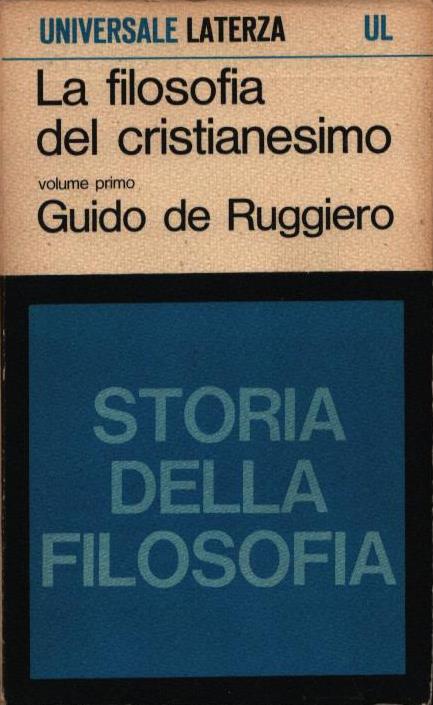 UNIVERSALE LATERZA UL
La filosofia
del cristianesimo
volume primo
Guido de Ruggiero
STORIA
DELLA
FILOSOFIA